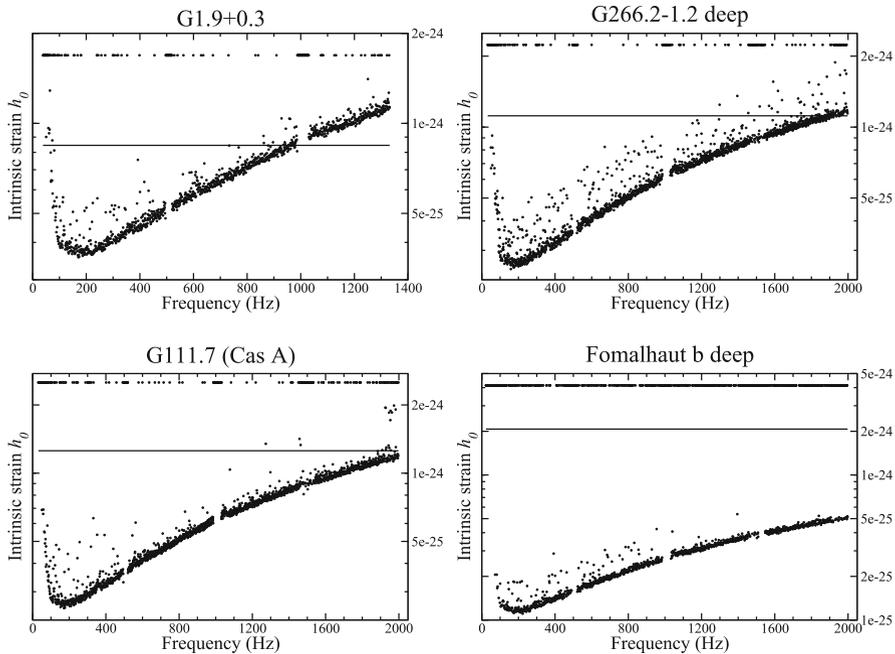 G1.9+0.3
2e-24
1e-24
5e-25
Intrinsic strain h0
0 200 400 600 800 1000 1200 1400
Frequency (Hz)
G266.2-1.2 deep
2e-24
1e-24
5e-25
Intrinsic strain h0
0 400 800 1200 1600 2000
Frequency (Hz)
G111.7 (Cas A)
2e-24
1e-24
5e-25
Intrinsic strain h0
0 400 800 1200 1600 2000
Frequency (Hz)
Fomalhaut b deep
5e-24
2e-24
1e-24
5e-25
2e-25
1e-25
Intrinsic strain h0
0 400 800 1200 1600 2000
Frequency (Hz)